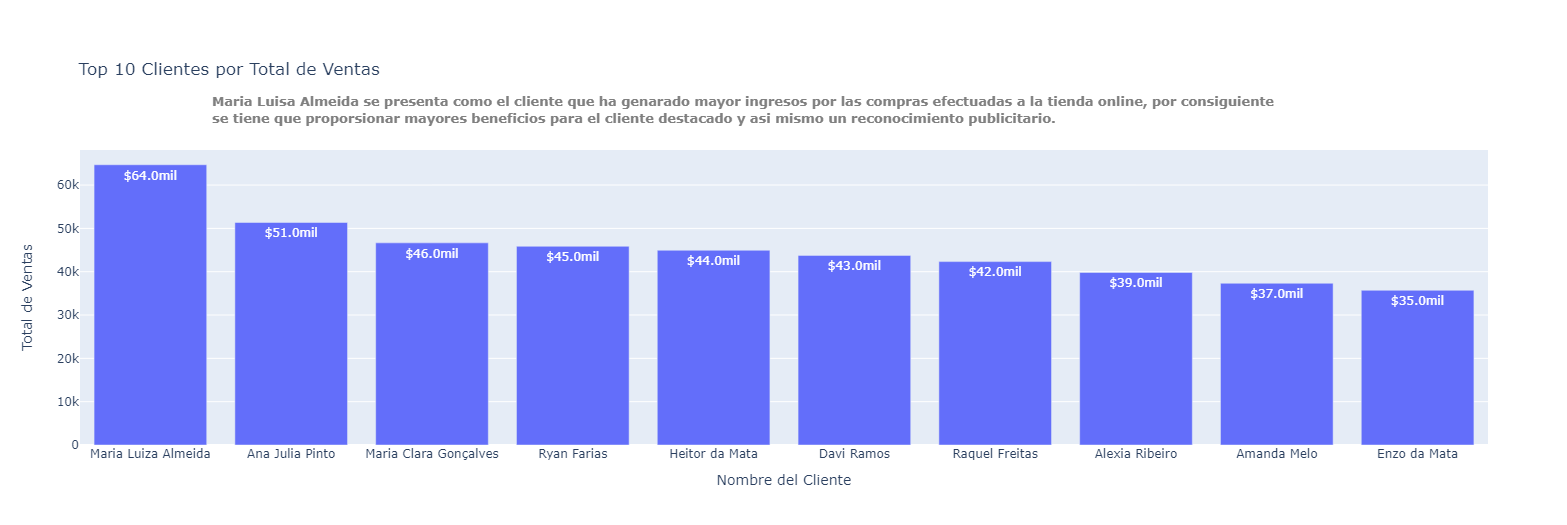 Top 10 Clientes por Total de Ventas
Maria Luisa Almeida se presenta como el cliente que ha genarado mayor ingresos por las compras efectuadas a la tienda online, por consiguiente
se tiene que proporsionar mayores beneficios para el cliente destacado y asi mismo un reconocimiento publicitario.
60k
50k
40k
30k
20k
10k
0
Total de Ventas
$64.0mil
$51.0mil
$46.0mil
$45.0mil
$44.0mil
$43.0mil
$42.0mil
$39.0mil
$37.0mil
$35.0mil
Maria Luiza Almeida
Ana Julia Pinto
Maria Clara Gonçalves
Ryan Farias
Heitor da Mata
Davi Ramos
Raquel Freitas
Alexia Ribeiro
Amanda Melo
Enzo da Mata
Nombre del Cliente